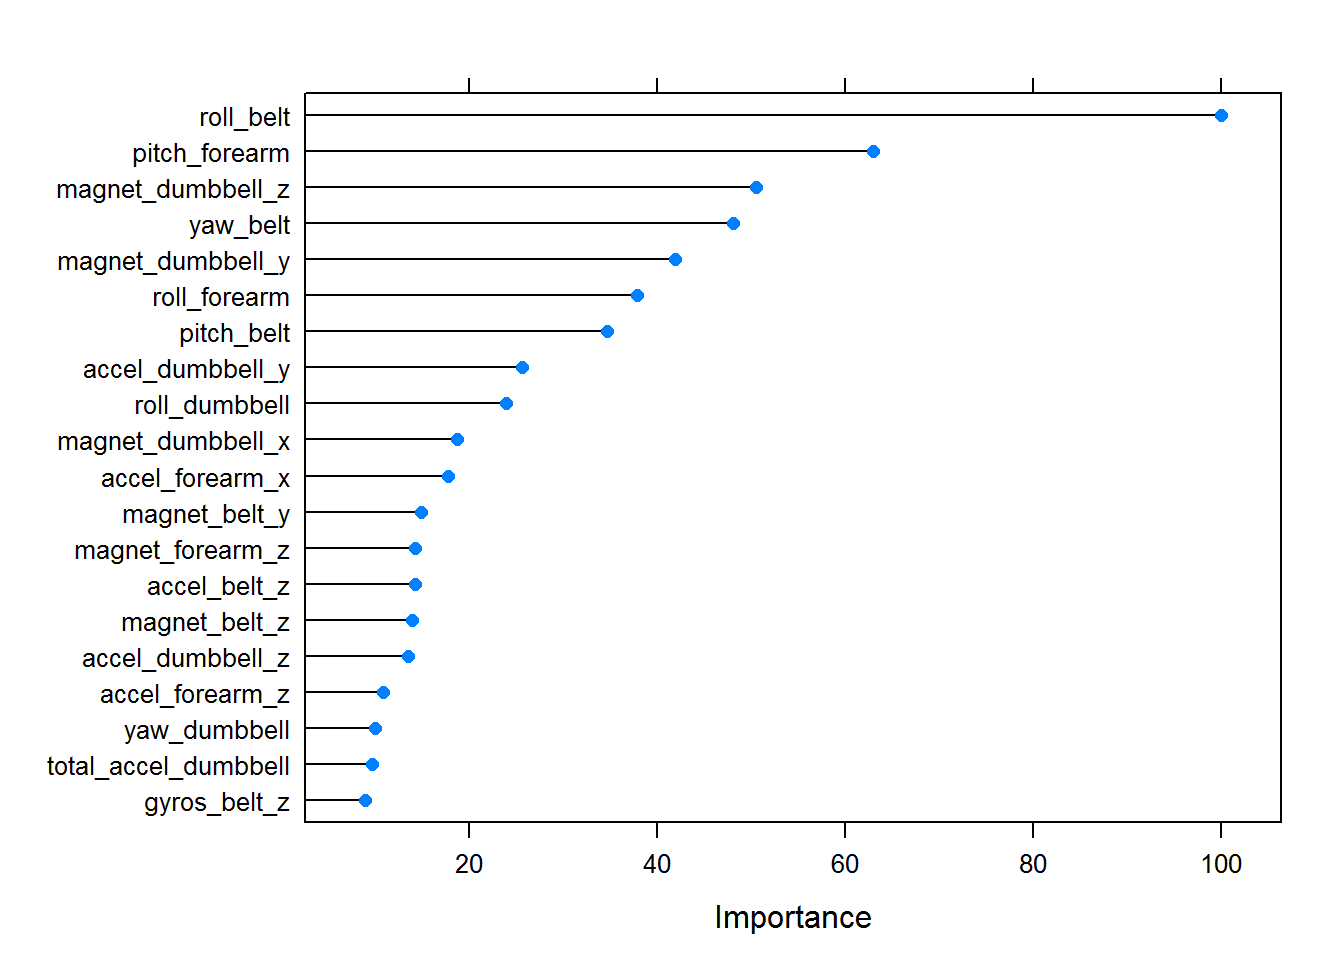 roll_belt
pitch_forearm
magnet_dumbbell_z
yaw_belt
magnet_dumbbell_y
roll_forearm
pitch_belt
accel_dumbbell_y
roll_dumbbell
magnet_dumbbell_x
accel_forearm_x
magnet_belt_y
magnet_forearm_z
accel_belt_z
magnet_belt_z
accel_dumbbell_z
accel_forearm_z
yaw_dumbbell
total_accel_dumbbell
gyros_belt_z
20 40 60 80 100
Importance